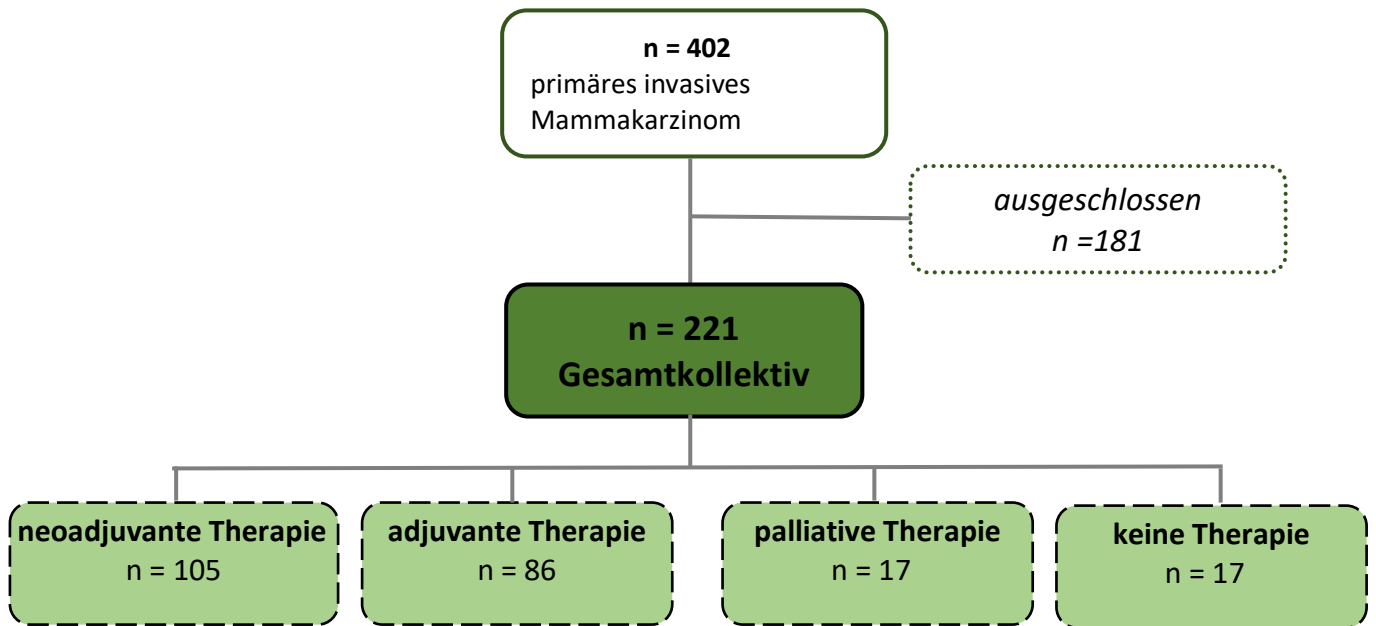 n = 402
primäres invasives
Mammakarzinom
ausgeschlossen
n =181
n = 221
Gesamtkollektiv
neoadjuvante Therapie
n = 105
adjuvante Therapie
n = 86
palliative Therapie
n = 17
keine Therapie
n = 17